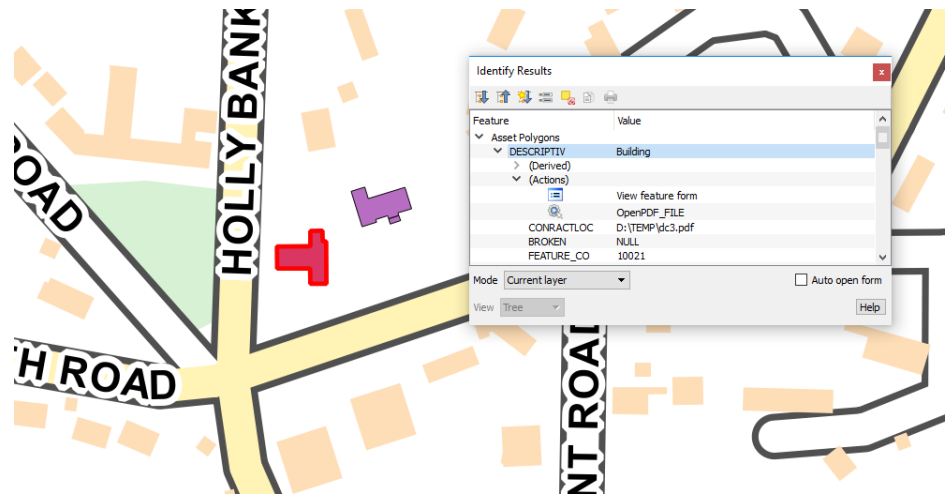 HOLLY BANK
ROAD
TH ROAD
NT ROAD
Identify Results
x
Feature Value
Asset Polygons
DESCRIPTIV Building
(Derived)
(Actions)
View feature form
OpenPDF_FILE
CONRACTLOC D:\TEMP\dc3.pdf
BROKEN NULL
FEATURE_CO 10021
Mode Current layer Auto open form
View Tree Help